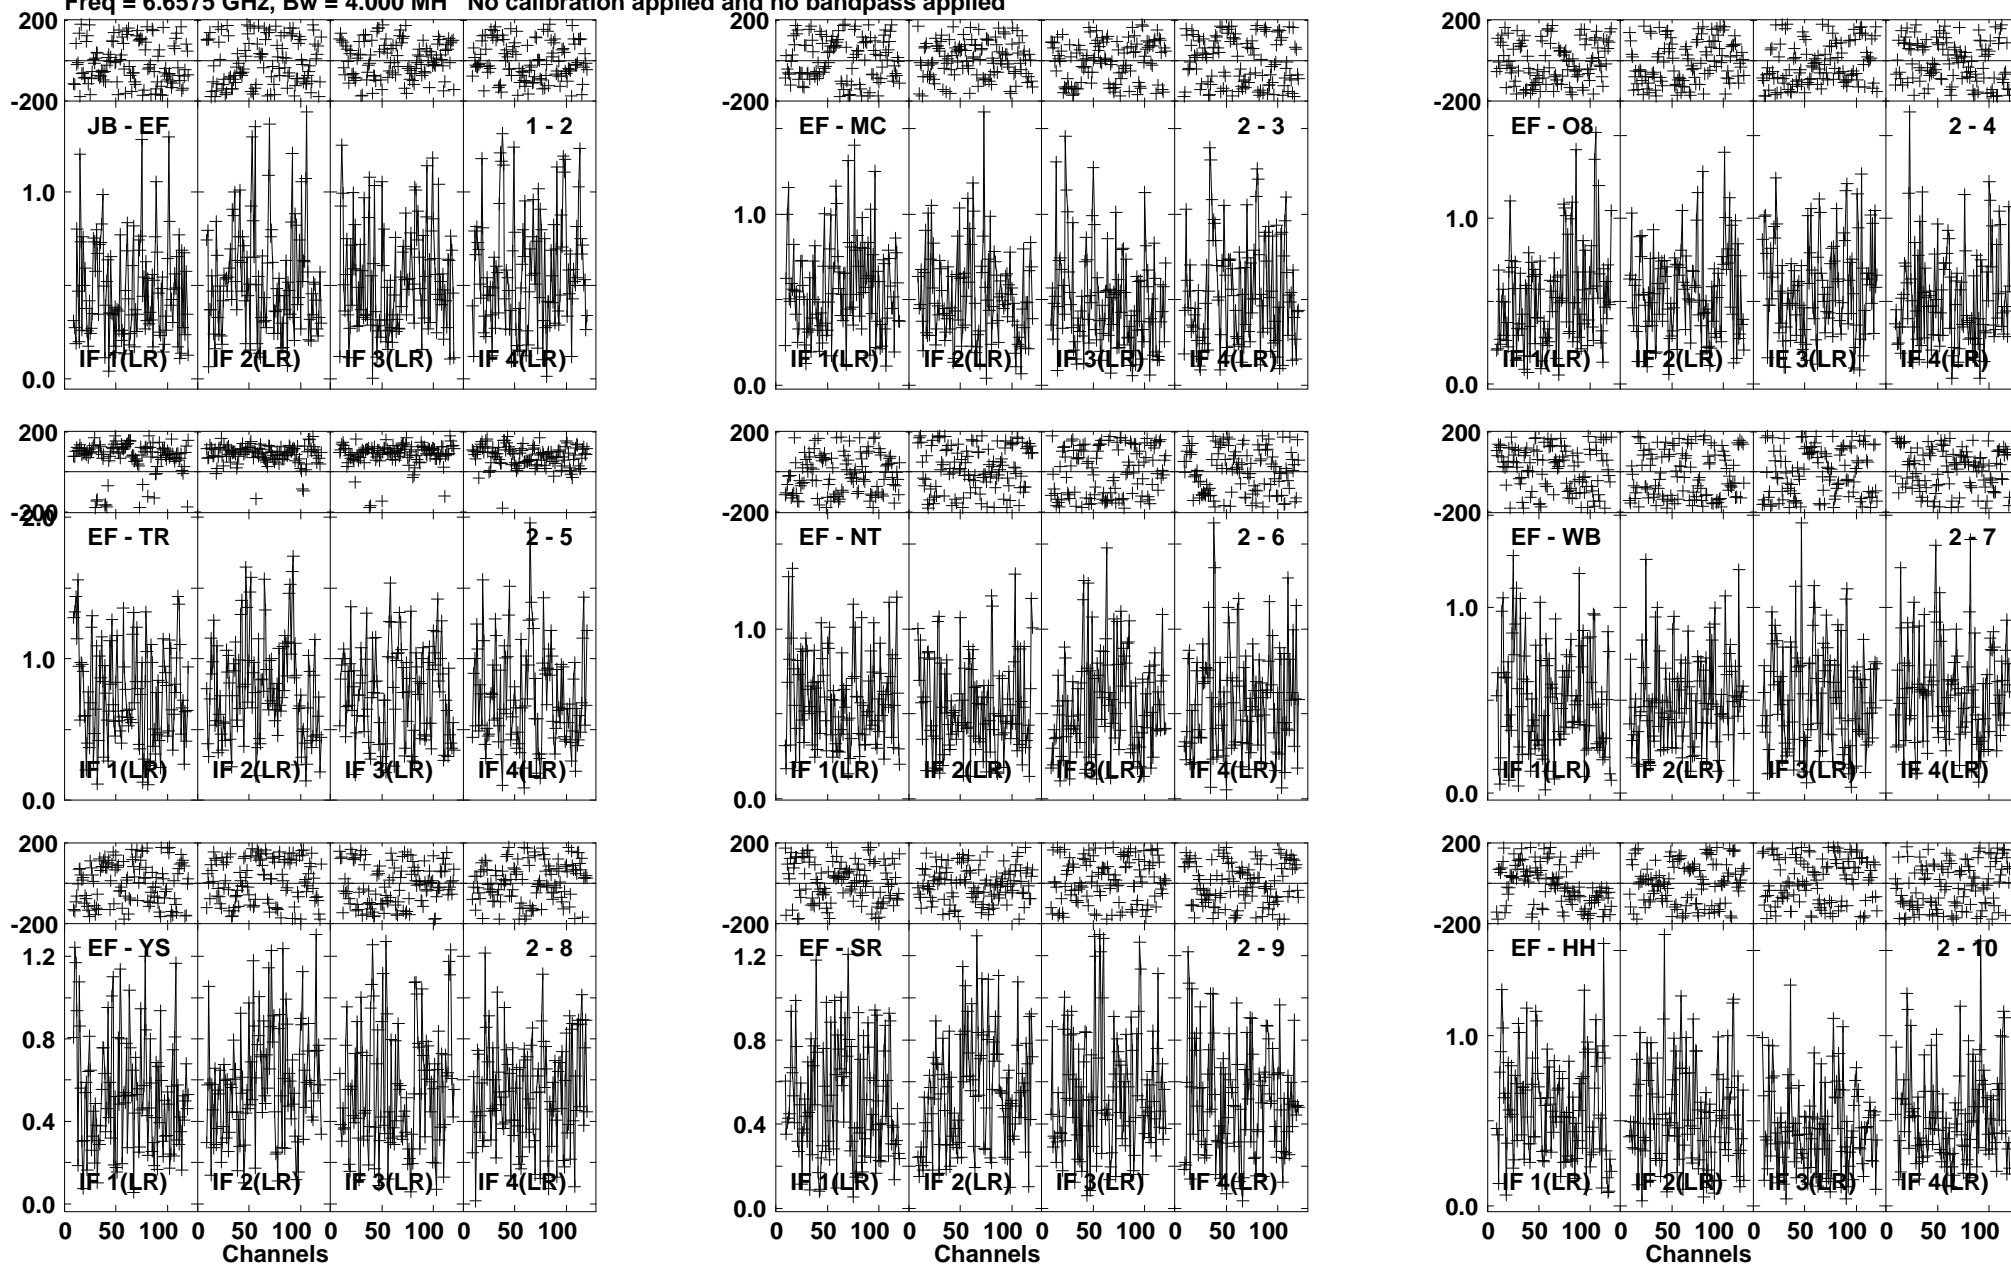 Freq = 6.6575 GHz, Bw = 4.000 MH No calibration applied and no bandpass applied
200 200 200
-200 -200 -200
JB - EF 1 - 2 EF - MC 2 - 3 EF - O8 2 - 4
1.0 1.0 1.0
IF 1(LR) IF 2(LR) IF 3(LR) IF 4(LR) IF 1(LR) IF 2(LR) IF 3(LR) IF 4(LR) IF 1(LR) IF 2(LR) IF 3(LR) IF 4(LR)
0.0 0.0 0.0
200 200 200
-200 -200 -200
2.0
EF - TR 2 - 5 EF - NT 2 - 6 EF - WB 2 - 7
1.0 1.0 1.0
IF 1(LR) IF 2(LR) IF 3(LR) IF 4(LR) IF 1(LR) IF 2(LR) IF 3(LR) IF 4(LR) IF 1(LR) IF 2(LR) IF 3(LR) IF 4(LR)
0.0 0.0 0.0
200 200 200
-200 -200 -200
EF - YS 2 - 8 EF - SR 2 - 9 EF - HH 2 - 10
1.2 1.2
0.8 0.8 1.0
0.4 0.4
IF 1(LR) IF 2(LR) IF 3(LR) IF 4(LR) IF 1(LR) IF 2(LR) IF 3(LR) IF 4(LR) IF 1(LR) IF 2(LR) IF 3(LR) IF 4(LR)
0.0 0.0 0.0
0 50 100 0 50 100 0 50 100 0 50 100 0 50 100 0 50 100 0 50 100 0 50 100 0 50 100 0 50 100 0 50 100 0 50 100
Channels Channels Channels